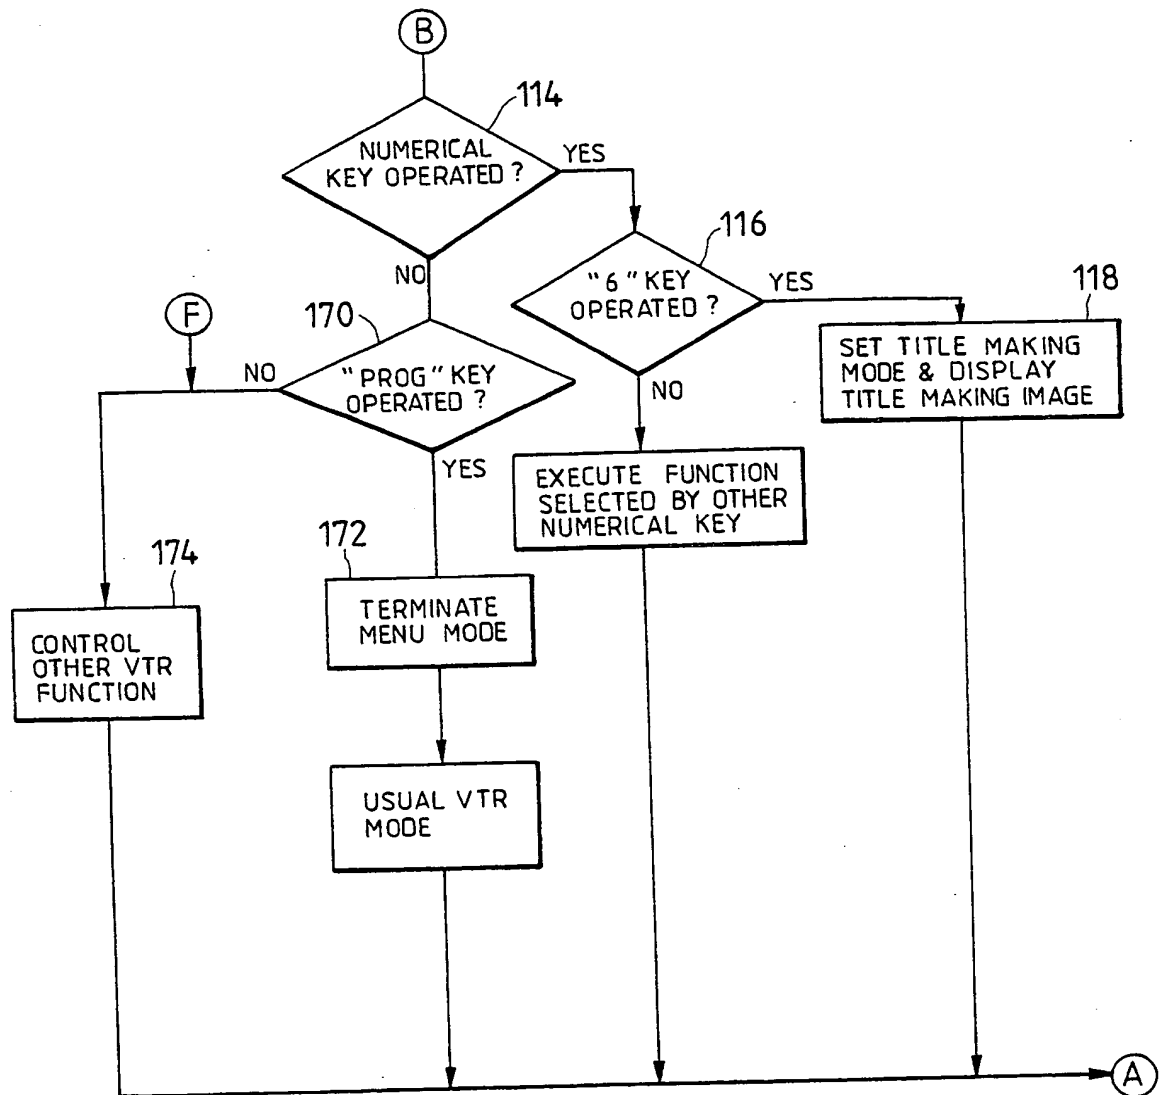 B
114
NUMERICAL
KEY OPERATED?
YES
NO
116
"6" KEY
OPERATED?
YES
NO
118
SET TITLE MAKING
MODE & DISPLAY
TITLE MAKING IMAGE
F
170
"PROG" KEY
OPERATED?
NO
YES
EXECUTE FUNCTION
SELECTED BY OTHER
NUMERICAL KEY
174
CONTROL
OTHER VTR
FUNCTION
172
TERMINATE
MENU MODE
USUAL VTR
MODE
A